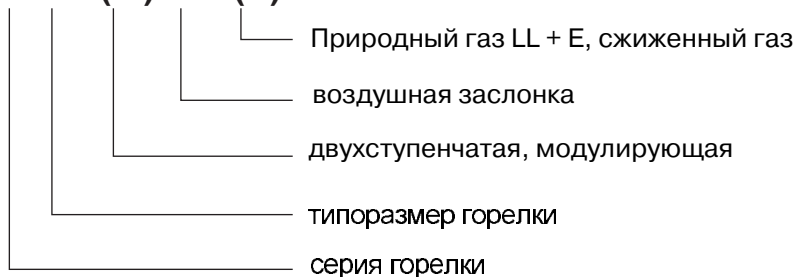 Природный газ LL + E, сжиженный газ
воздушная заслонка
двухступенчатая, модулирующая
типоразмер горелки
серия горелки